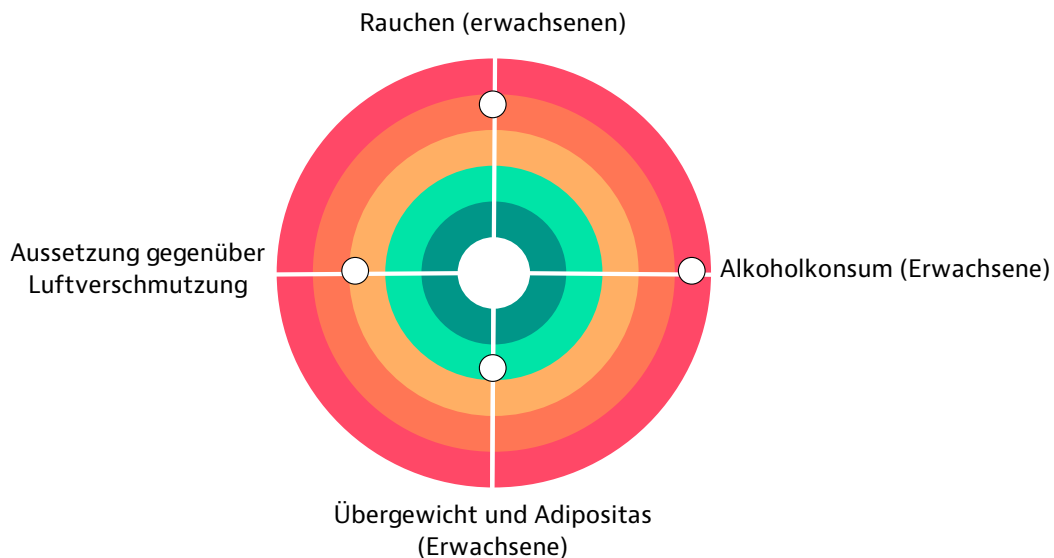 Rauchen (erwachsenen)
Aussetzung gegenüber
Luftverschmutzung
Alkoholkonsum (Erwachsene)
Übergewicht und Adipositas
(Erwachsene)